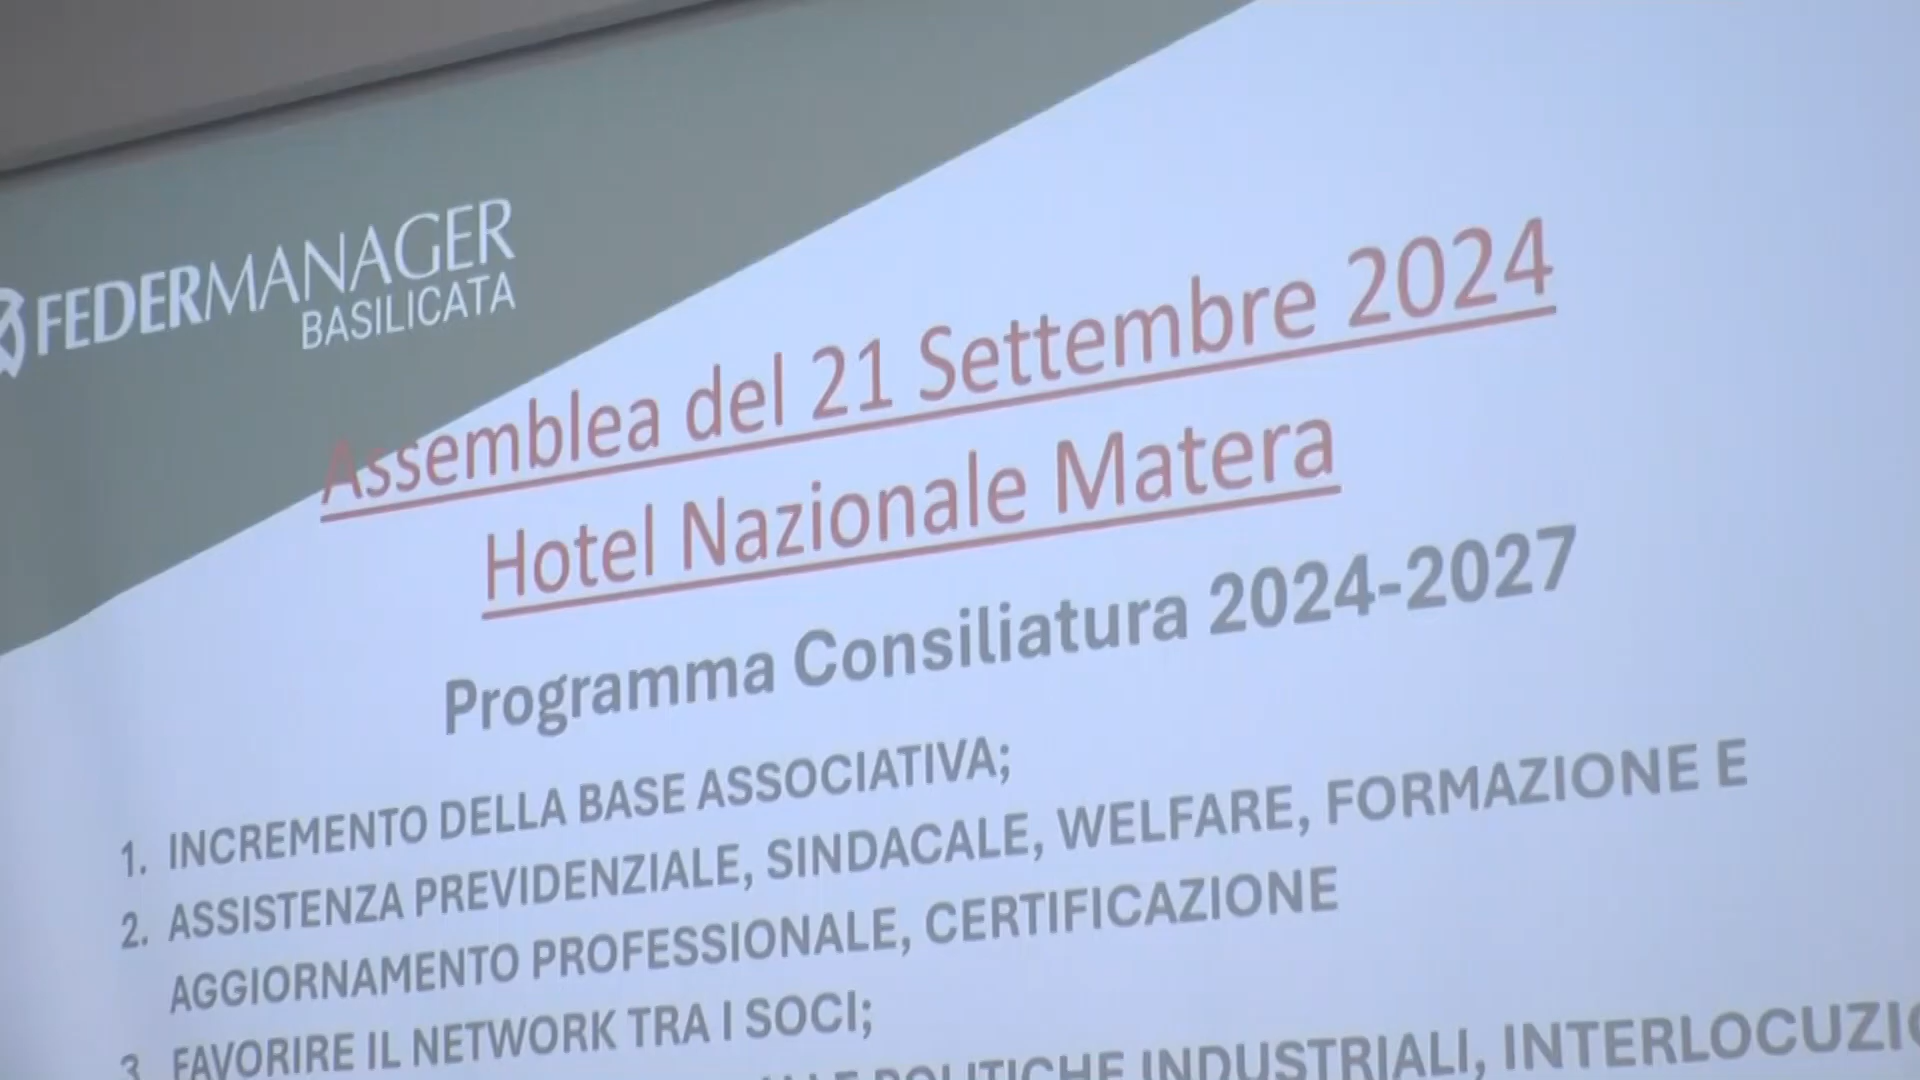 FEDERMANAGER
BASILICATA
Assemblea del 21 Settembre 2024
Hotel Nazionale Matera
Programma Consiliatura 2024-2027
1. INCREMENTO DELLA BASE ASSOCIATIVA;
2. ASSISTENZA PREVIDENZIALE, SINDACALE, WELFARE, FORMAZIONE E
AGGIORNAMENTO PROFESSIONALE, CERTIFICAZIONE
3. FAVORIRE IL NETWORK TRA I SOCI;
POLITICHE INDUSTRIALI,